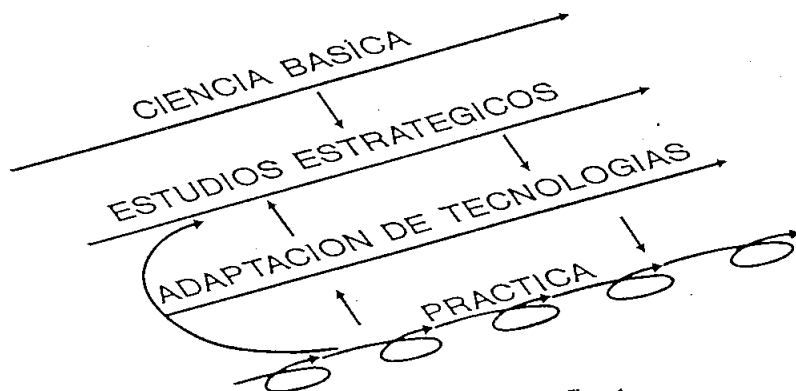 CIENCIA BASICA
ESTUDIOS ESTRATEGICOS
ADAPTACION DE TECNOLOGIAS
PRACTICA